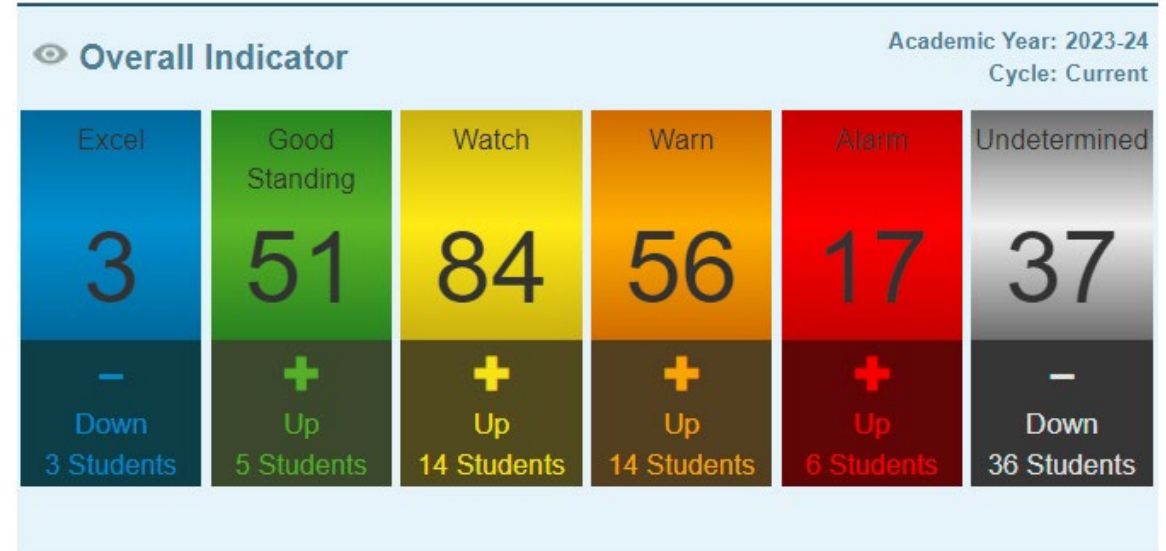 Overall Indicator
Academic Year: 2023-24
Cycle: Current
Excel
3
–
Down
3 Students
Good
Standing
51
+
Up
5 Students
Watch
84
+
Up
14 Students
Warn
56
+
Up
14 Students
Alarm
17
+
Up
6 Students
Undetermined
37
–
Down
36 Students